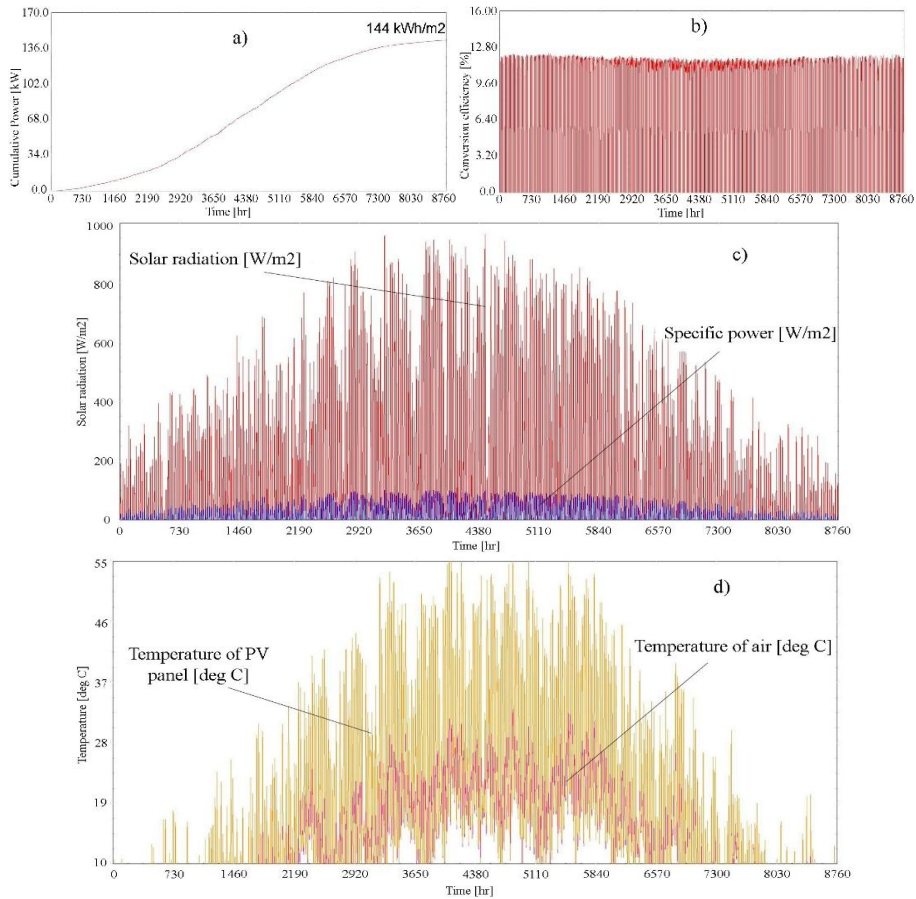 170.0
136.0
102.0
68.0
34.0
0.0
Cumulative Power [kW]
a)
144 kWh/m2
0 730 1460 2190 2920 3650 4380 5110 5840 6570 7300 8030 8760
Time [hr]
16.00
12.80
9.60
6.40
3.20
0.00
Conversion efficiency [%]
b)
0 730 1460 2190 2920 3650 4380 5110 5840 6570 7300 8030 8760
Time [hr]
1000
800
600
400
200
0
Solar radiation [W/m2]
c)
Solar radiation [W/m2]
Specific power [W/m2]
0 730 1460 2190 2920 3650 4380 5110 5840 6570 7300 8030 8760
Time [hr]
55
46
37
28
19
10
Temperature [deg C]
d)
Temperature of PV
panel [deg C]
Temperature of air [deg C]
0 730 1460 2190 2920 3650 4380 5110 5840 6570 7300 8030 8760
Time [hr]